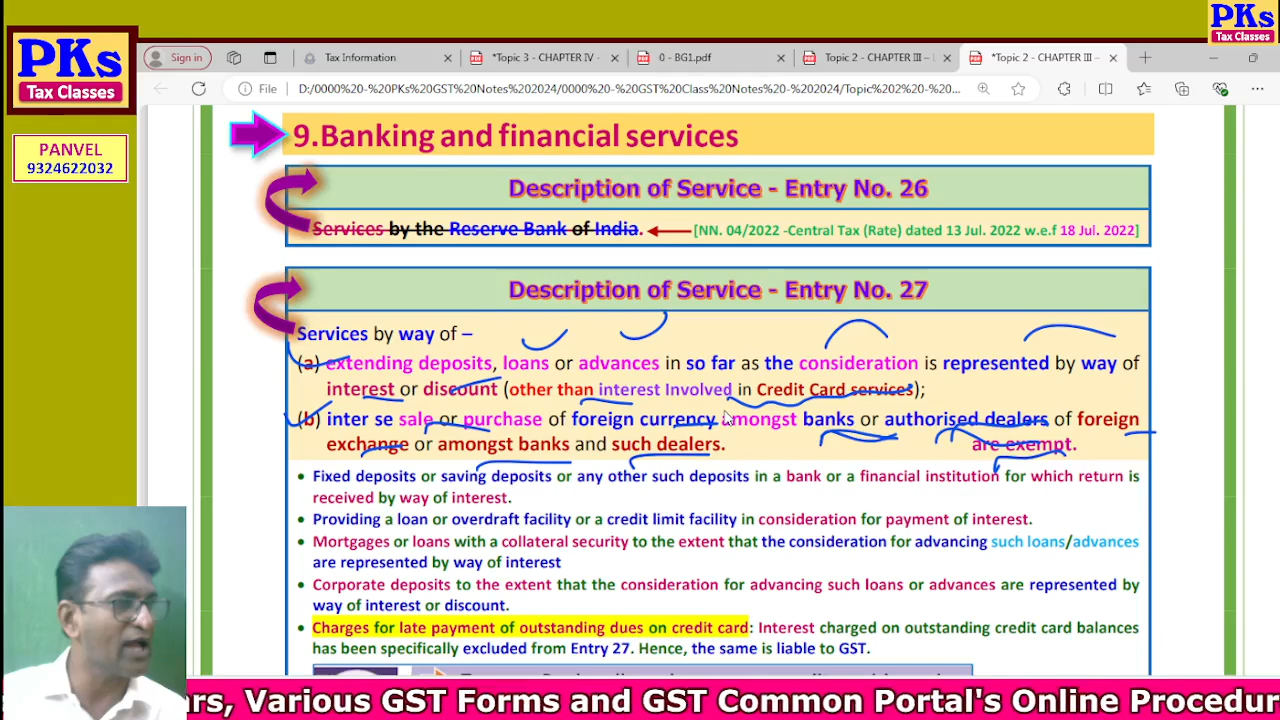 PKs
Tax Classes
PKs
Tax Classes
PANVEL
9324622032
Sign in
Tax Information
*Topic 3 - CHAPTER IV -
0 - BG1.pdf
Topic 2 - CHAPTER III – L
*Topic 2 - CHAPTER III –
File
D:/0000%20-%20PKs%20GST%20Notes%202024/0000%20-%20GST%20Class%20Notes%202024/Topic%202%20-%20...
9.Banking and financial services
Description of Service - Entry No. 26
Services by the Reserve Bank of India.
[NN. 04/2022 -Central Tax (Rate) dated 13 Jul. 2022 w.e.f 18 Jul. 2022]
Description of Service - Entry No. 27
Services by way of –
(a) extending deposits, loans or advances in so far as the consideration is represented by way of
interest or discount (other than interest Involved in Credit Card services);
(b) inter se sale or purchase of foreign currency amongst banks or authorised dealers of foreign
exchange or amongst banks and such dealers. are exempt.
• Fixed deposits or saving deposits or any other such deposits in a bank or a financial institution for which return is
received by way of interest.
• Providing a loan or overdraft facility or a credit limit facility in consideration for payment of interest.
• Mortgages or loans with a collateral security to the extent that the consideration for advancing such loans/advances
are represented by way of interest
• Corporate deposits to the extent that the consideration for advancing such loans or advances are represented by
way of interest or discount.
• Charges for late payment of outstanding dues on credit card: Interest charged on outstanding credit card balances
has been specifically excluded from Entry 27. Hence, the same is liable to GST.
ars, Various GST Forms and GST Common Portal's Online Procedur